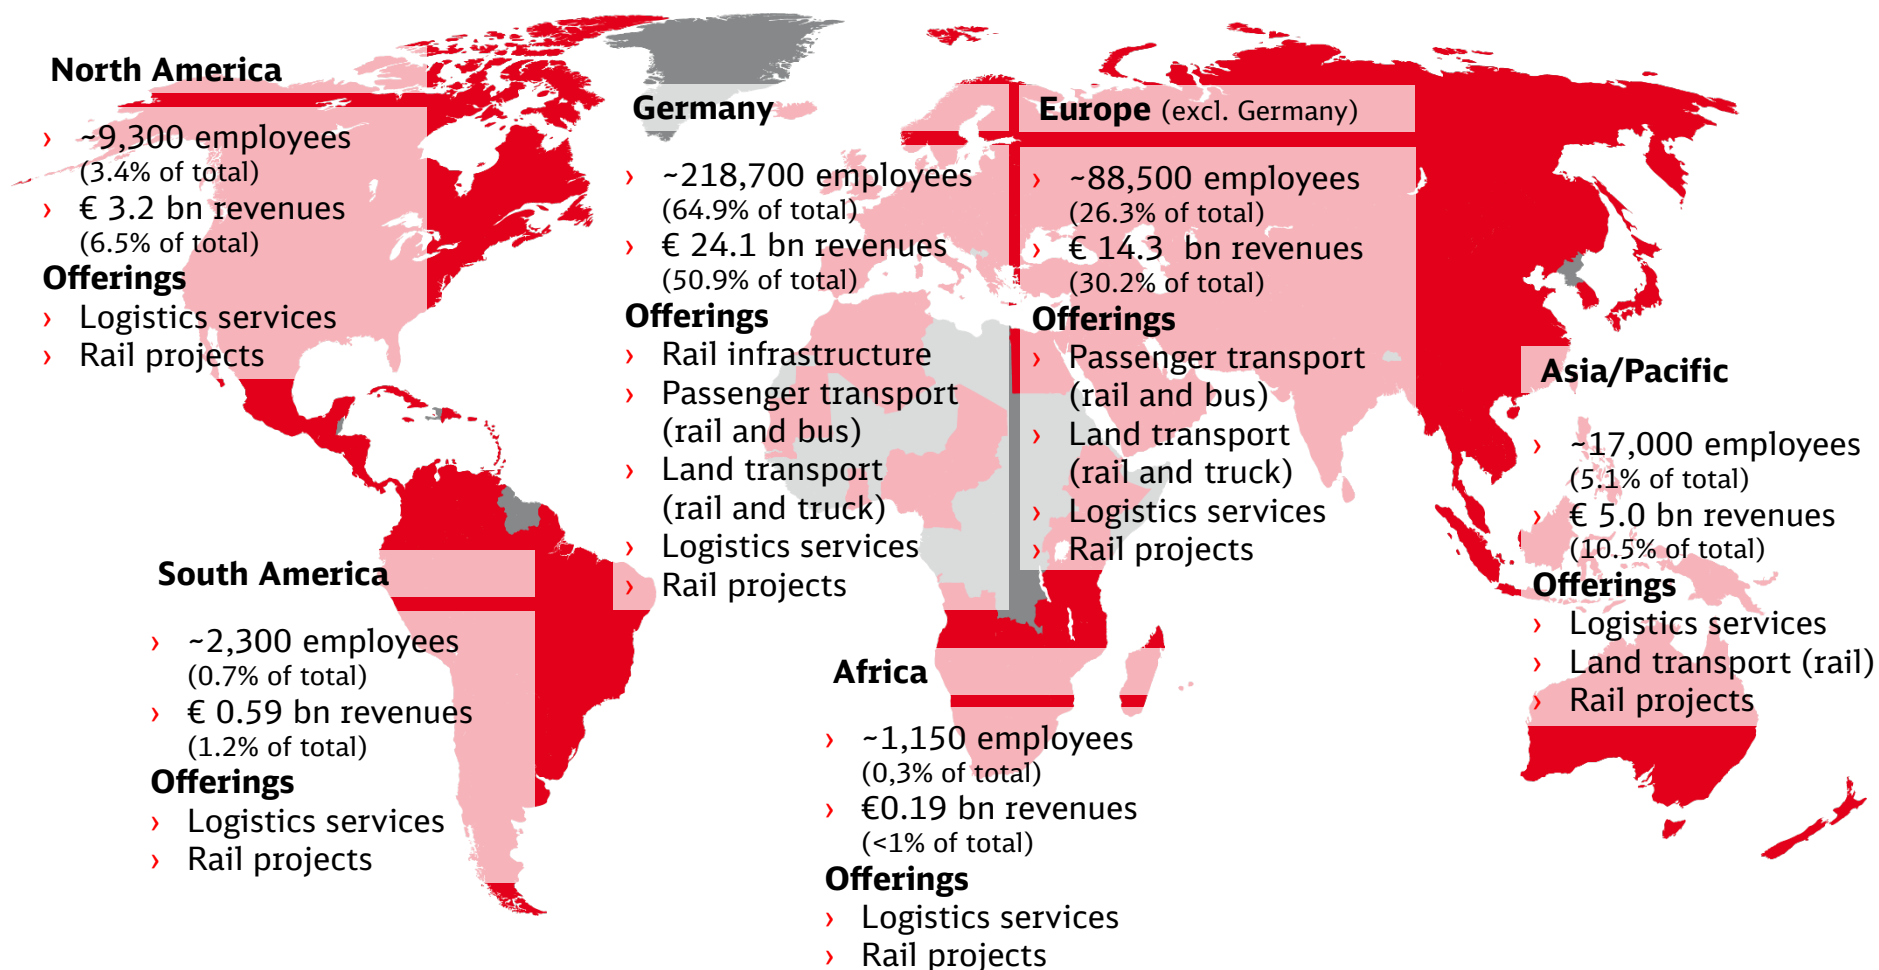 North America
› ~9,300 employees
(3.4% of total)
› € 3.2 bn revenues
(6.5% of total)
Offerings
› Logistics services
› Rail projects
Germany
› ~218,700 employees
(64.9% of total)
› € 24.1 bn revenues
(50.9% of total)
Offerings
› Rail infrastructure
› Passenger transport
(rail and bus)
› Land transport
(rail and truck)
› Logistics services
› Rail projects
Europe (excl. Germany)
› ~88,500 employees
(26.3% of total)
› € 14.3 bn revenues
(30.2% of total)
Offerings
› Passenger transport
(rail and bus)
› Land transport
(rail and truck)
› Logistics services
› Rail projects
Asia/Pacific
› ~17,000 employees
(5.1% of total)
› € 5.0 bn revenues
(10.5% of total)
Offerings
› Logistics services
› Land transport (rail)
› Rail projects
South America
› ~2,300 employees
(0.7% of total)
› € 0.59 bn revenues
(1.2% of total)
Offerings
› Logistics services
› Rail projects
Africa
› ~1,150 employees
(0,3% of total)
› €0.19 bn revenues
(<1% of total)
Offerings
› Logistics services
› Rail projects